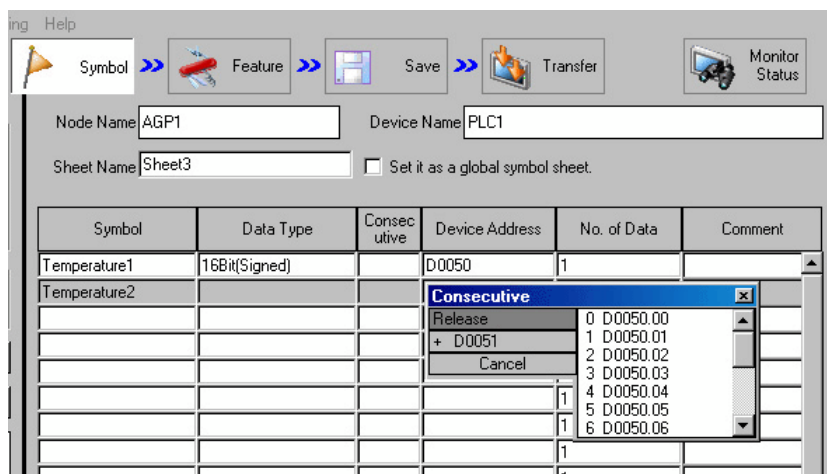 ing Help
Symbol Feature Save Transfer Monitor Status
Node Name AGP1 Device Name PLC1
Sheet Name Sheet3 Set it as a global symbol sheet.
Symbol Data Type Consecutive Device Address No. of Data Comment
Temperature1 16Bit(Signed) D0050 1
Temperature2
Consecutive
Release
+ D0051
Cancel
0 D0050.00
1 D0050.01
2 D0050.02
3 D0050.03
4 D0050.04
5 D0050.05
6 D0050.06
1
1
1